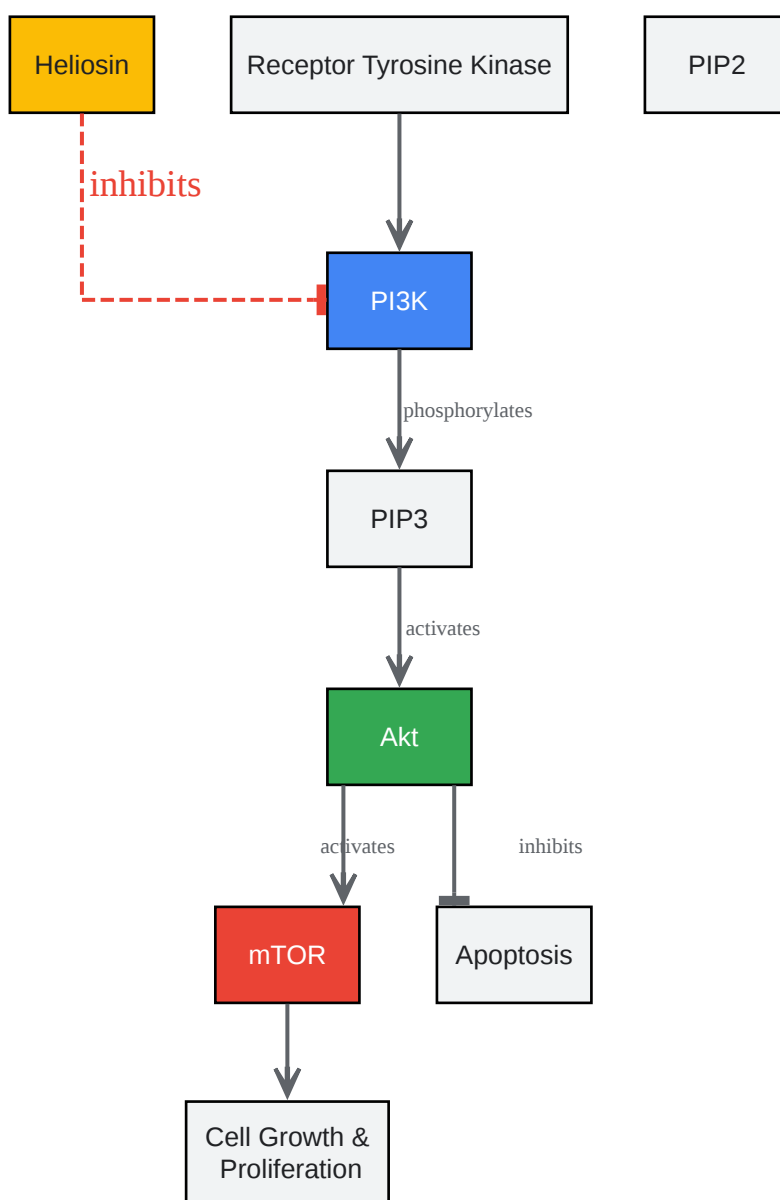 Heliosin
Receptor Tyrosine Kinase
PIP2
inhibits
PI3K
phosphorylates
PIP3
activates
Akt
activates
inhibits
mTOR
Apoptosis
Cell Growth &
Proliferation